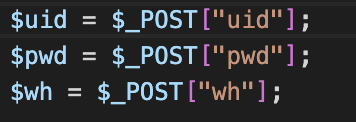 $uid = $_POST["uid"];
$pwd = $_POST["pwd"];
$wh = $_POST["wh"];